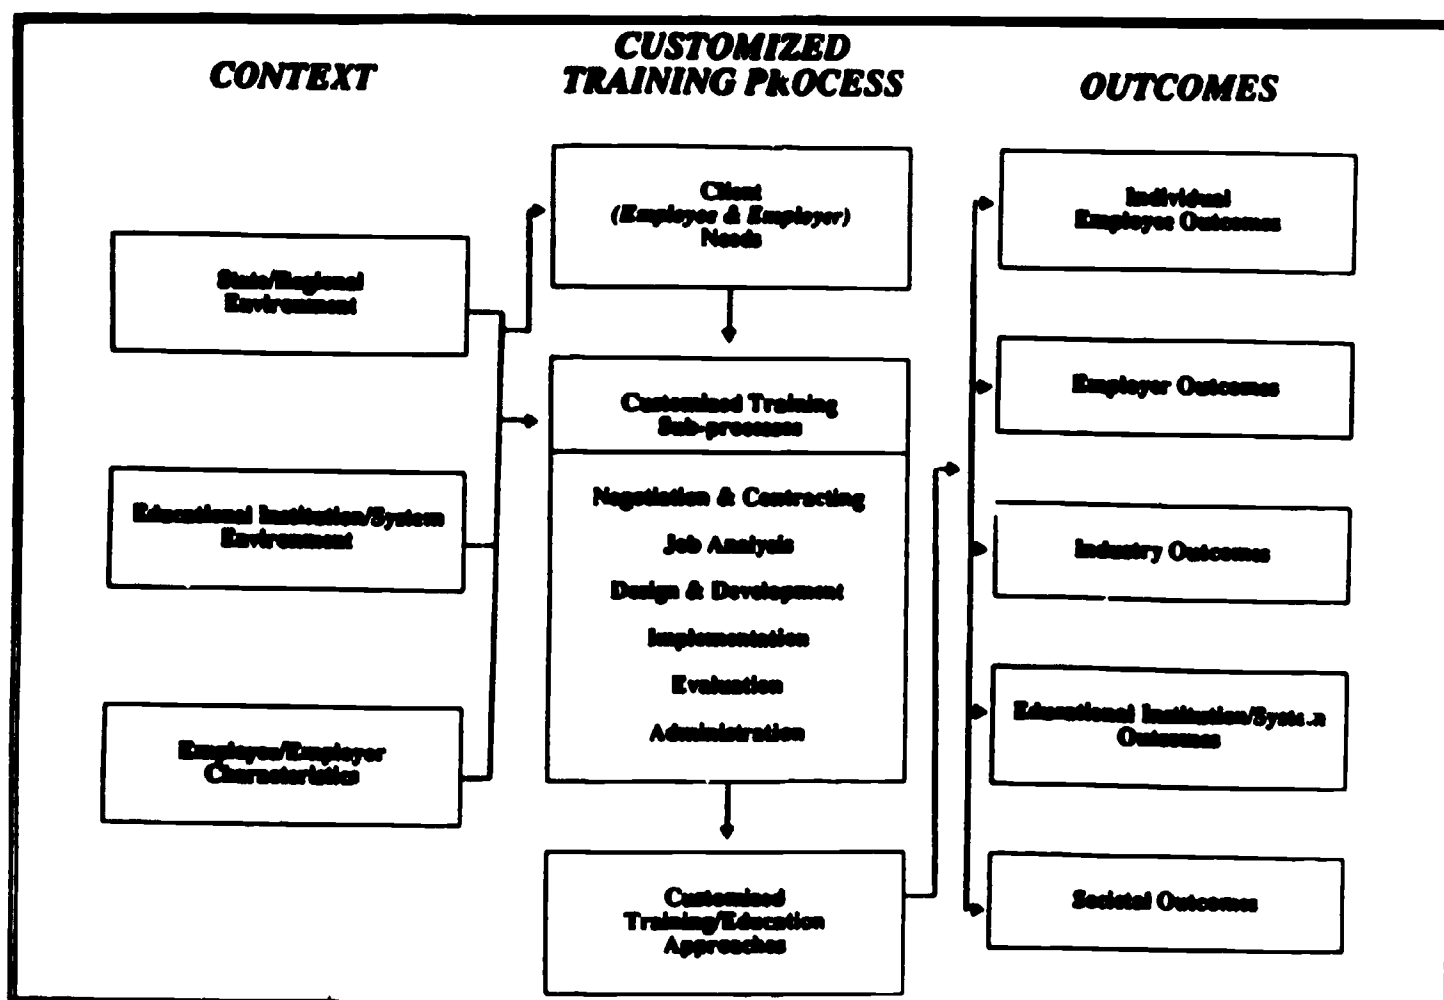 CONTEXT
CUSTOMIZED
TRAINING PROCESS
OUTCOMES
State/Regional
Environment
Educational Institution/System
Environment
Employee/Employer
Characteristics
Client
(Employee & Employer)
Needs
Customized Training
Sub-processes
Negotiation & Contracting
Job Analysis
Design & Development
Implementation
Evaluation
Administration
Customized
Training/Education
Approaches
Individual
Employee Outcomes
Employer Outcomes
Industry Outcomes
Educational Institution/System
Outcomes
Societal Outcomes